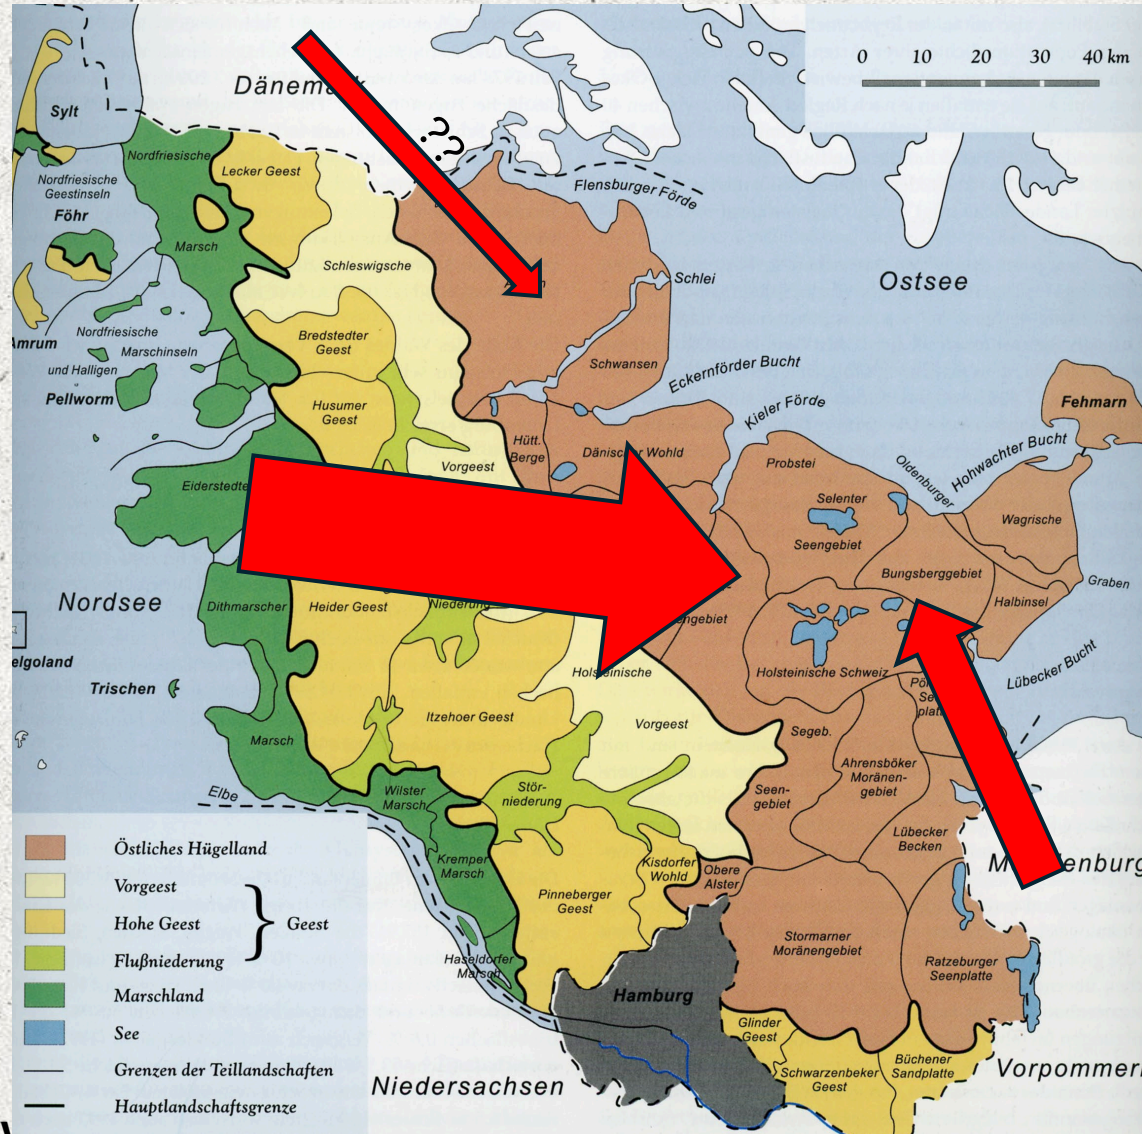 0 10 20 30 40 km
Sylt
??
Nordfriesische
Lecker Geest
Nordfriesische
Geestinseln
Föhr
Flensburger Förde
Marsch
Schleswigsche
Schlei
Ostsee
Nordfriesische
Marschinseln
und Halligen
Bredstedter
Geest
Schwansen
Eckernförder Bucht
Pellworm
Husumer
Geest
Kieler Förde
Fehmarn
Hütt.
Berge
Dänischer Wohld
Vorgeest
Probstei
Oldenburger
Hohwachter Bucht
Selenter
Seengebiet
Wagrische
Bungsberggebiet
Graben
Halbinsel
Nordsee
Dithmarscher
Heider Geest
Niederung
Holsteinische
Vorgeest
Holsteinische Schweiz
Lübecker Bucht
Trischen
Itzehoer Geest
Marsch
Segeb.
Seen-
gebiet
Ahrensböker
Moränen-
gebiet
Elbe
Wilster
Marsch
Stör-
niederung
Lübecker
Becken
Kremper
Marsch
Kisdorfer
Wohld
Obere
Alster
Pinneberger
Geest
Stormarner
Moränengebiet
Ratzeburger
Seenplatte
Haseldorfer
Marsch
Hamburg
Glinder
Geest
Schwarzenbeker
Geest
Büchener
Sandplatte
Niedersachsen
Östliches Hügelland
Vorgeest
Hohe Geest
Geest
Flußniederung
Marschland
See
Grenzen der Teillandschaften
Hauptlandschaftsgrenze